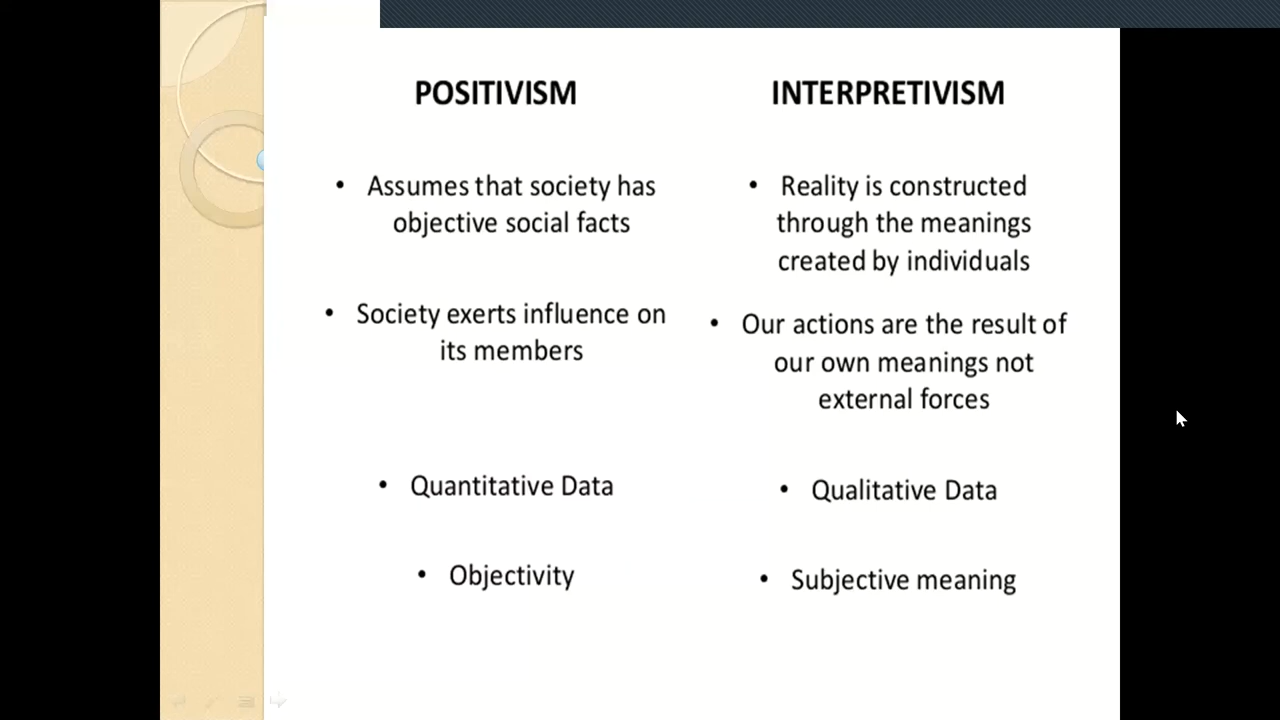 POSITIVISM
• Assumes that society has
objective social facts
• Society exerts influence on
its members
• Quantitative Data
• Objectivity
INTERPRETIVISM
• Reality is constructed
through the meanings
created by individuals
• Our actions are the result of
our own meanings not
external forces
• Qualitative Data
• Subjective meaning